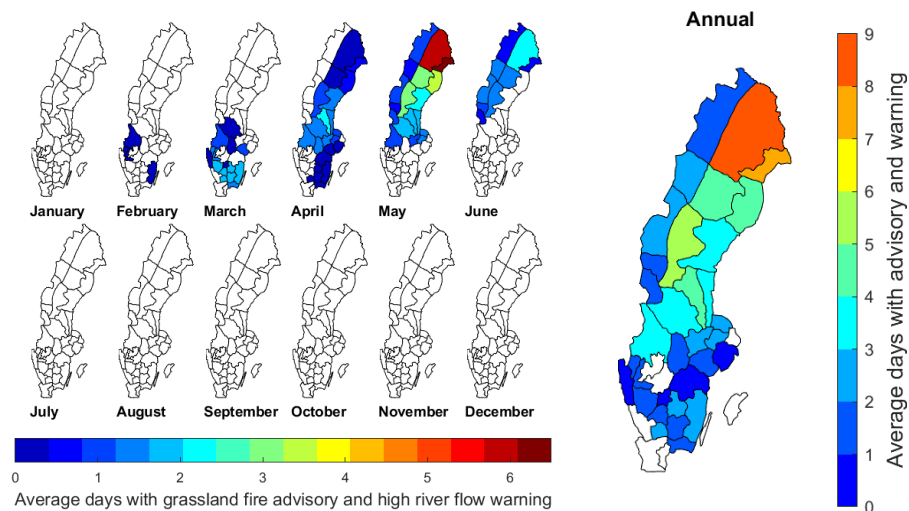 Annual
January February March April May June
July August September October November December
0 1 2 3 4 5 6
Average days with grassland fire advisory and high river flow warning
9
8
7
6
5
4
3
2
1
0
Average days with advisory and warning